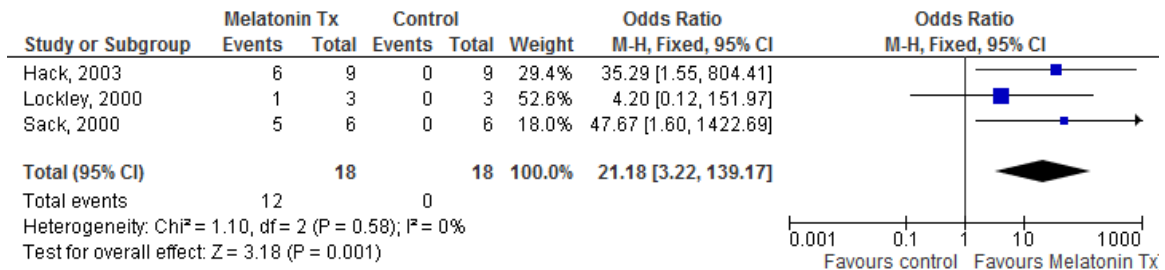 Melatonin Tx Control Odds Ratio Odds Ratio
Study or Subgroup Events Total Events Total Weight M-H, Fixed, 95% CI M-H, Fixed, 95% CI
Hack, 2003 6 9 0 9 29.4% 35.29 [1.55, 804.41]
Lockley, 2000 1 3 0 3 52.6% 4.20 [0.12, 151.97]
Sack, 2000 5 6 0 6 18.0% 47.67 [1.60, 1422.69]
Total (95% CI) 18 18 100.0% 21.18 [3.22, 139.17]
Total events 12 0
Heterogeneity: Chi² = 1.10, df = 2 (P = 0.58); I² = 0%
Test for overall effect: Z = 3.18 (P = 0.001)
0.001 0.1 1 10 1000
Favours control Favours Melatonin Tx